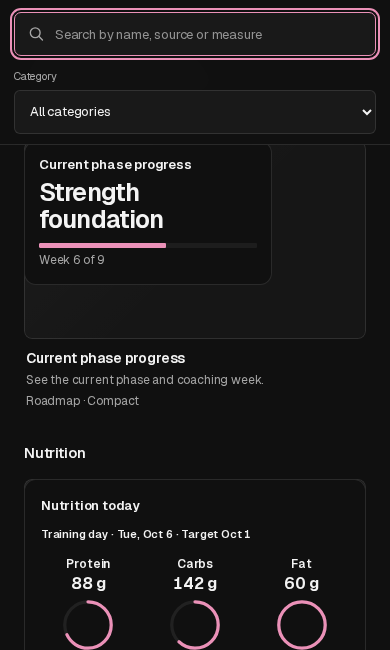 Search by name, source or measure
Category
All categories
Current phase progress
Strength
foundation
Week 6 of 9
Current phase progress
See the current phase and coaching week.
Roadmap · Compact
Nutrition
Nutrition today
Training day · Tue, Oct 6 · Target Oct 1
Protein Carbs Fat
88 g 142 g 60 g